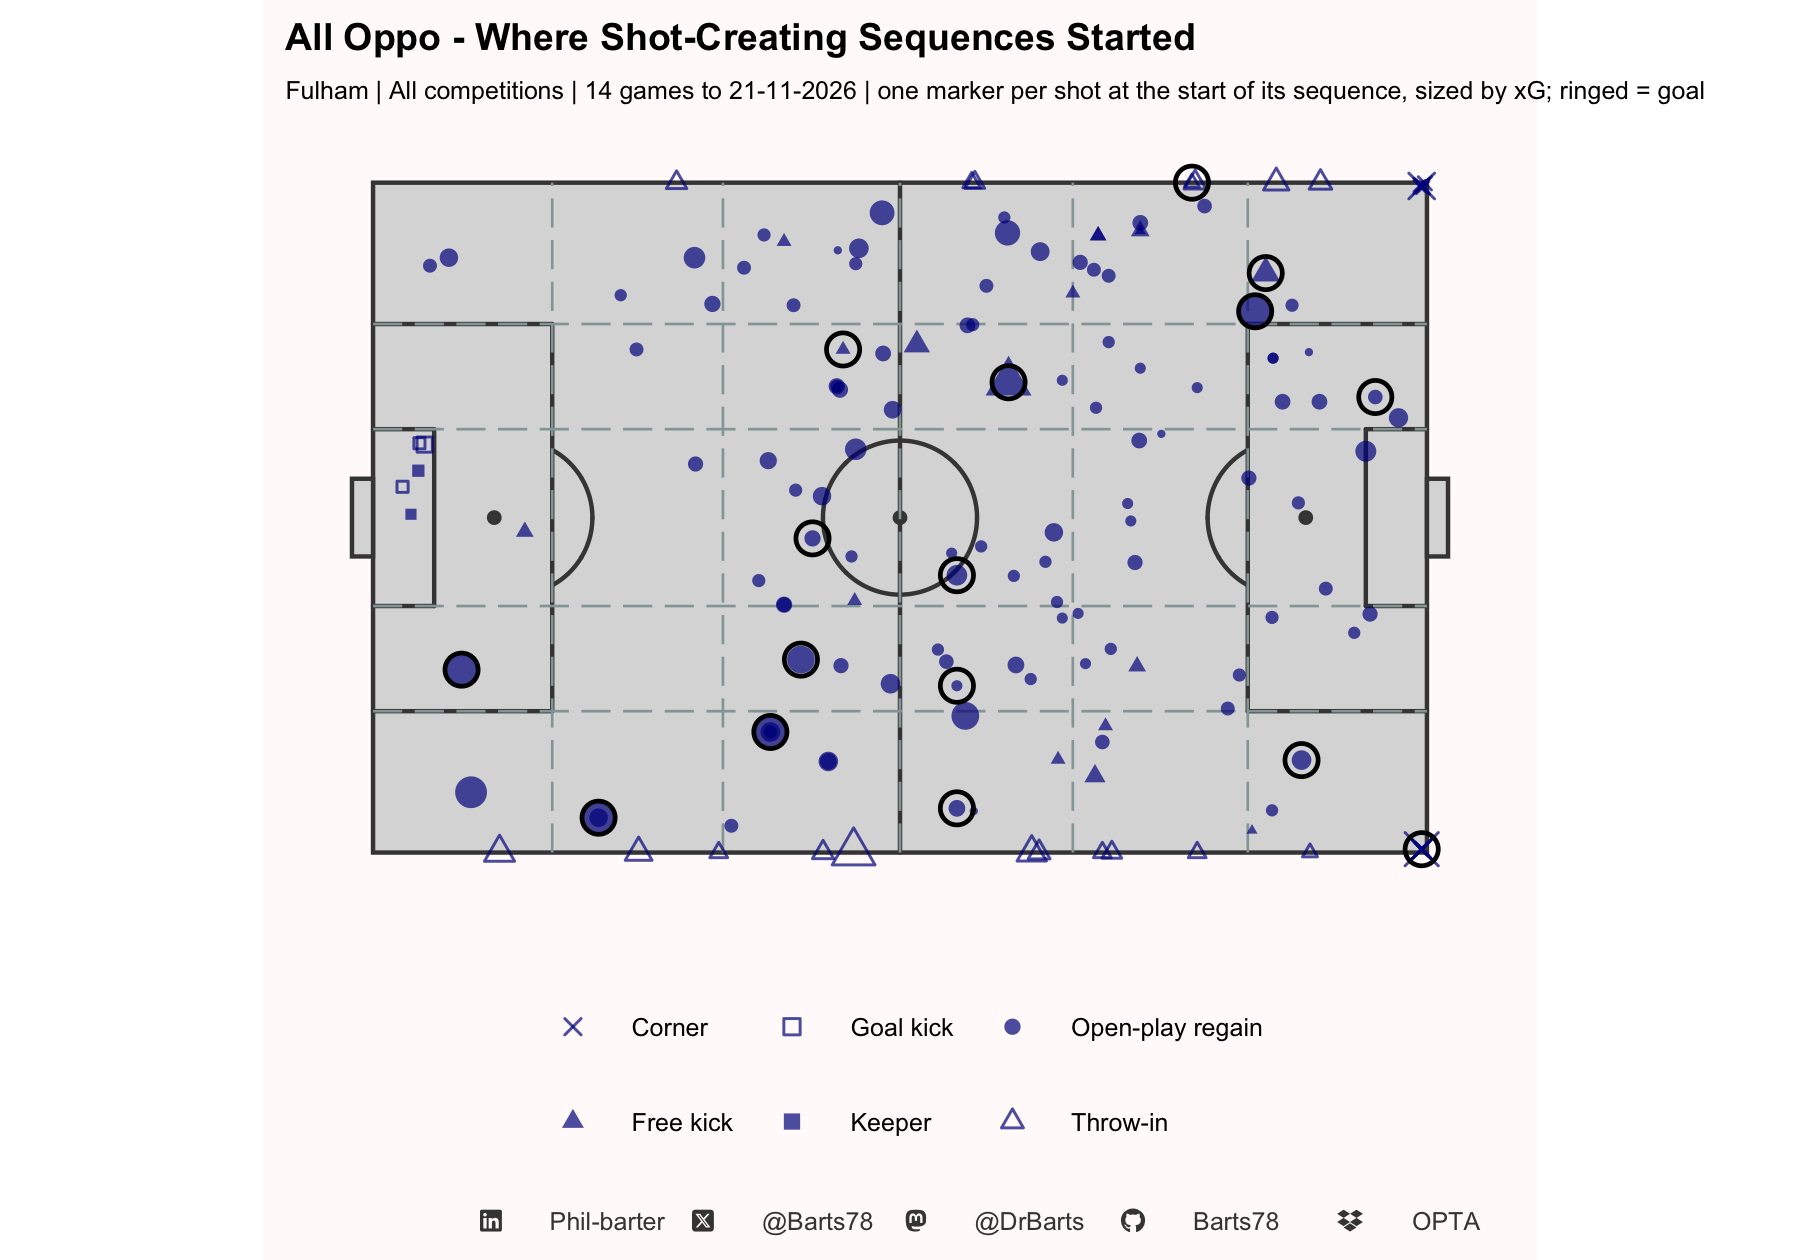 All Oppo - Where Shot-Creating Sequences Started
Fulham | All competitions | 14 games to 21-11-2026 | one marker per shot at the start of its sequence, sized by xG; ringed = goal
Corner
Goal kick
Open-play regain
Free kick
Keeper
Throw-in
Phil-barter
@Barts78
@DrBarts
Barts78
OPTA